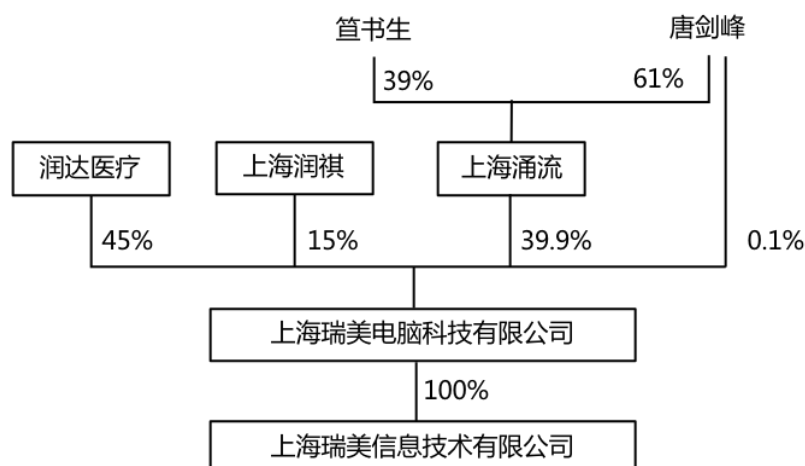 笪书生 唐剑峰
39% 61%
润达医疗 上海润祺 上海涌流
45% 15% 39.9% 0.1%
上海瑞美电脑科技有限公司
100%
上海瑞美信息技术有限公司